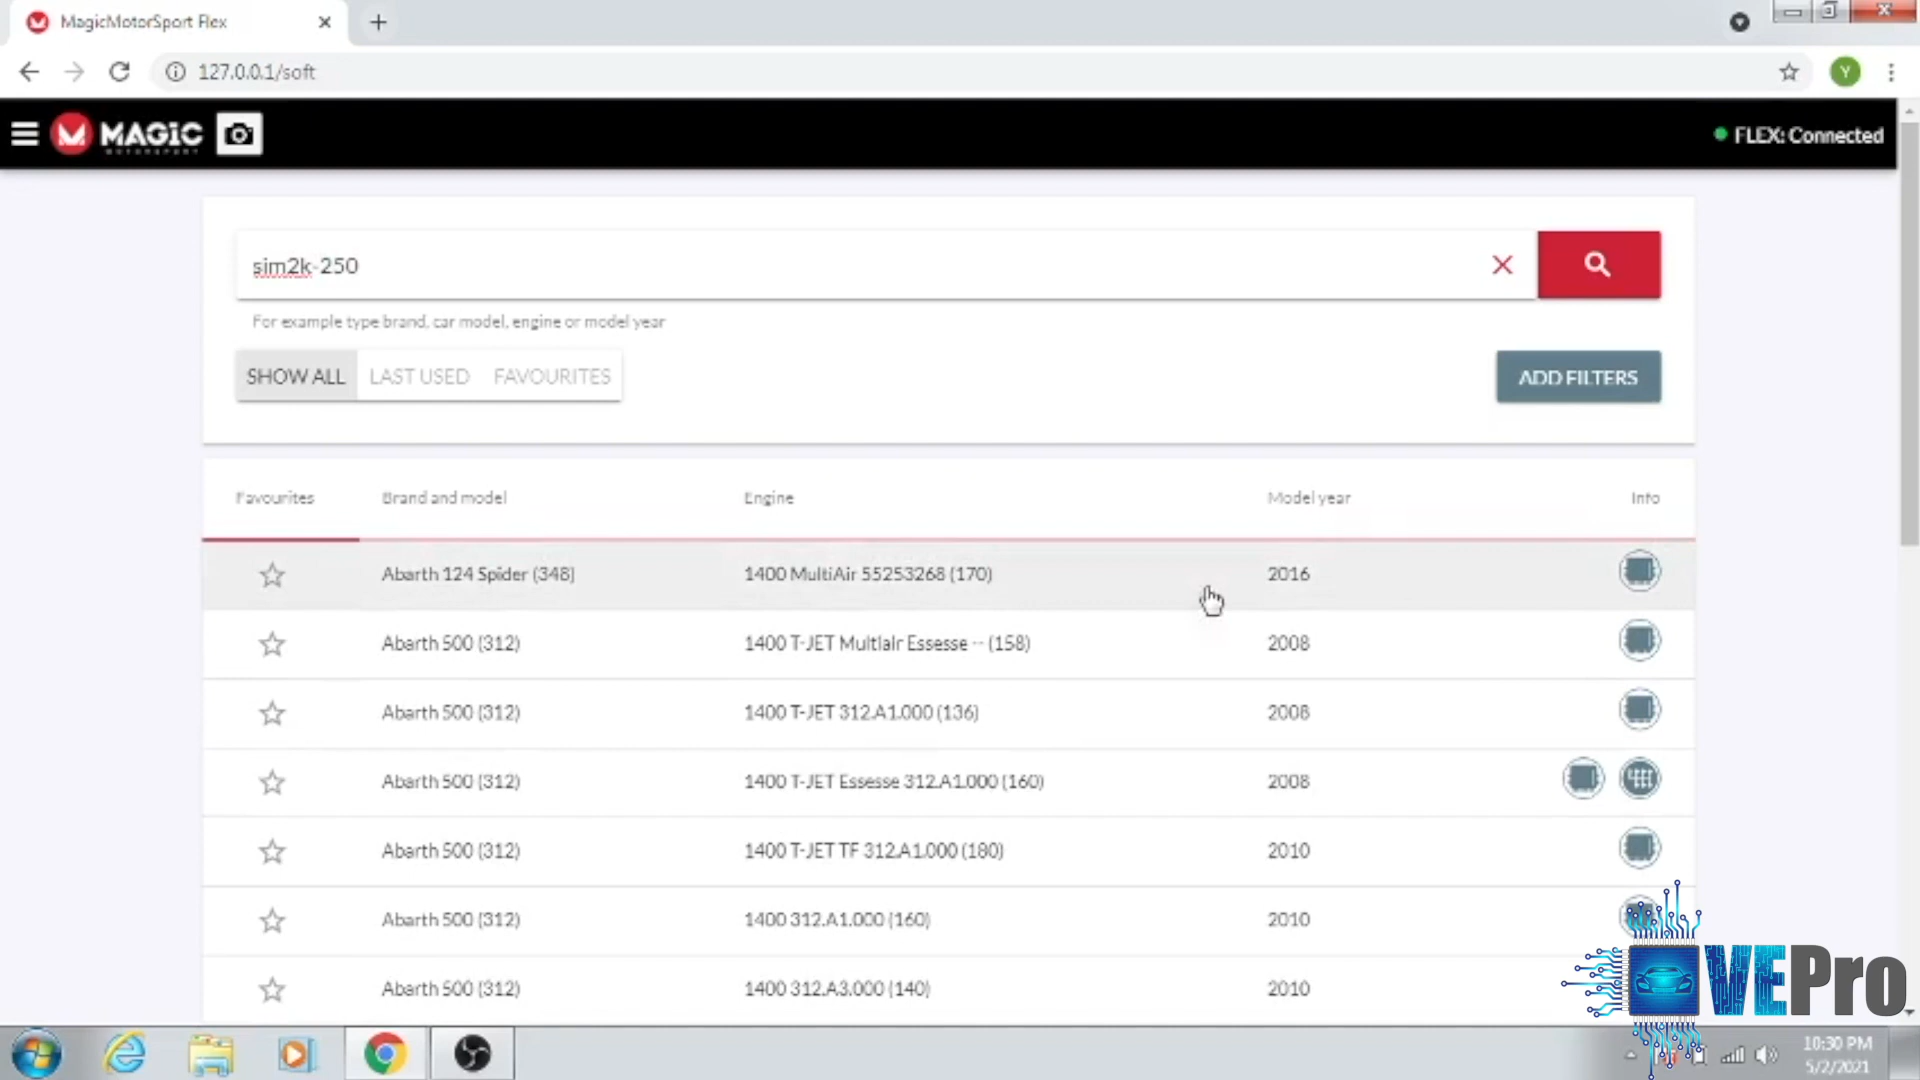 MagicMotorSport Flex
127.0.0.1/soft
Y
MAGIC
MOTORSPORT
FLEX: Connected
sim2k-250
For example type brand, car model, engine or model year
SHOW ALL LAST USED FAVOURITES
ADD FILTERS
Favourites Brand and model Engine Model year Info
Abarth 124 Spider (348) 1400 MultiAir 55253268 (170) 2016
Abarth 500 (312) 1400 T-JET Multiair Essesse -- (158) 2008
Abarth 500 (312) 1400 T-JET 312.A1.000 (136) 2008
Abarth 500 (312) 1400 T-JET Essesse 312.A1.000 (160) 2008
Abarth 500 (312) 1400 T-JET TF 312.A1.000 (180) 2010
Abarth 500 (312) 1400 312.A1.000 (160) 2010
Abarth 500 (312) 1400 312.A3.000 (140) 2010
VEPro
10:30 PM
5/2/2021